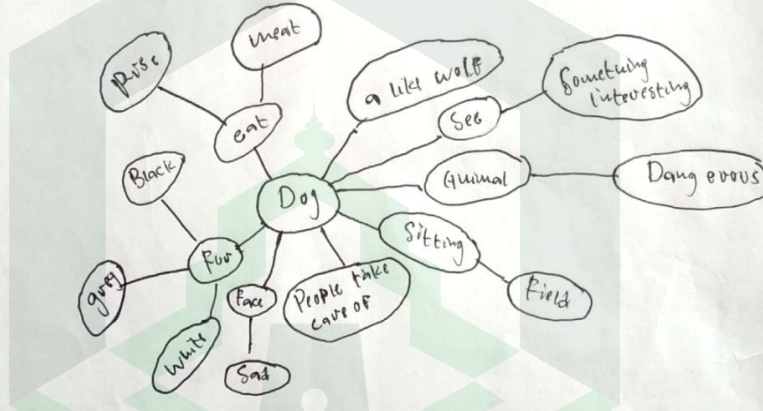 meat
a like wolf
Something
interesting
See
eat
Black
animal
Dangerous
Dog
Sitting
Fur
grey
Face
People take
care of
Field
White
Sad